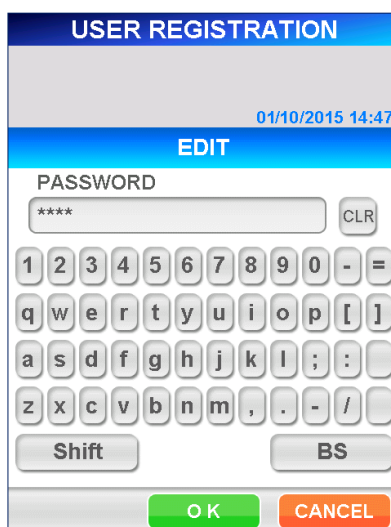 USER REGISTRATION
01/10/2015 14:47
EDIT
PASSWORD
****
CLR
1 2 3 4 5 6 7 8 9 0 - =
q w e r t y u i o p [ ]
a s d f g h j k l ; :
z x c v b n m , . - /
Shift BS
O K CANCEL